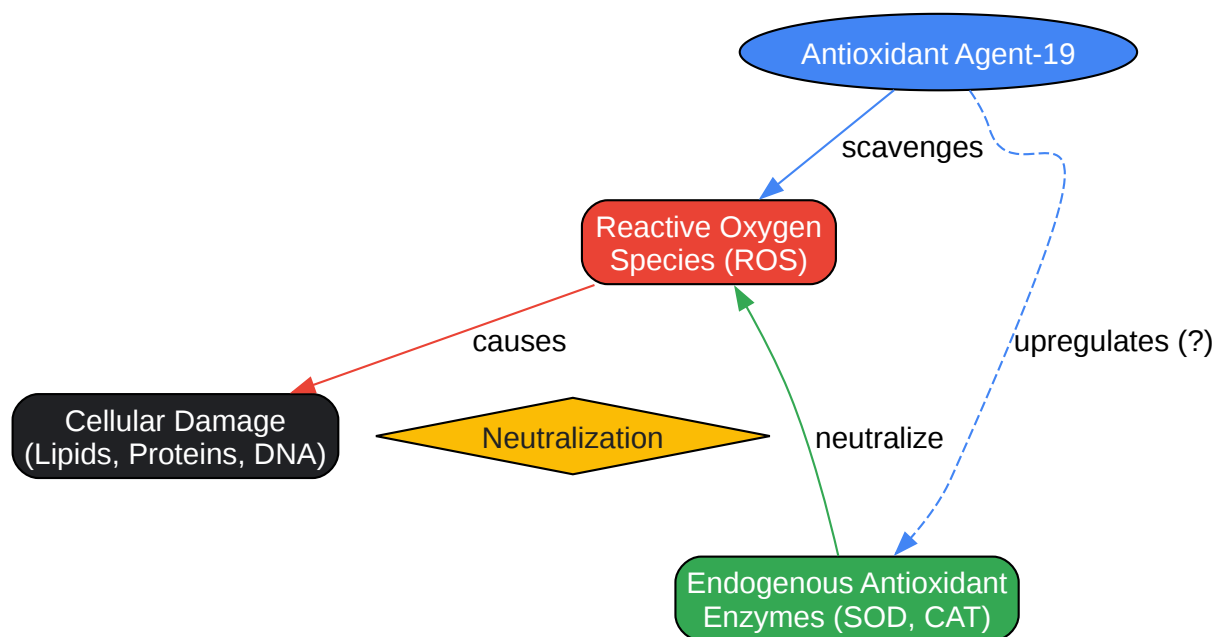 Antioxidant Agent-19
scavenges
Reactive Oxygen
Species (ROS)
causes
upregulates (?)
Cellular Damage
(Lipids, Proteins, DNA)
Neutralization
neutralize
Endogenous Antioxidant
Enzymes (SOD, CAT)